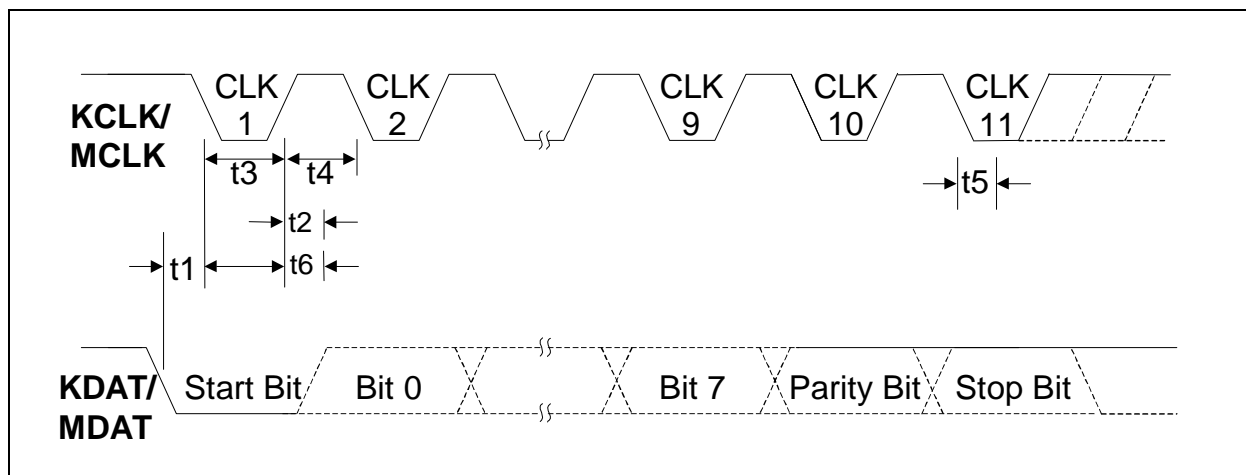 CLK
1
CLK
2
CLK
9
CLK
10
CLK
11
KCLK/
MCLK
t3
t4
t5
t2
t1
t6
KDAT/
MDAT
Start Bit
Bit 0
Bit 7
Parity Bit
Stop Bit